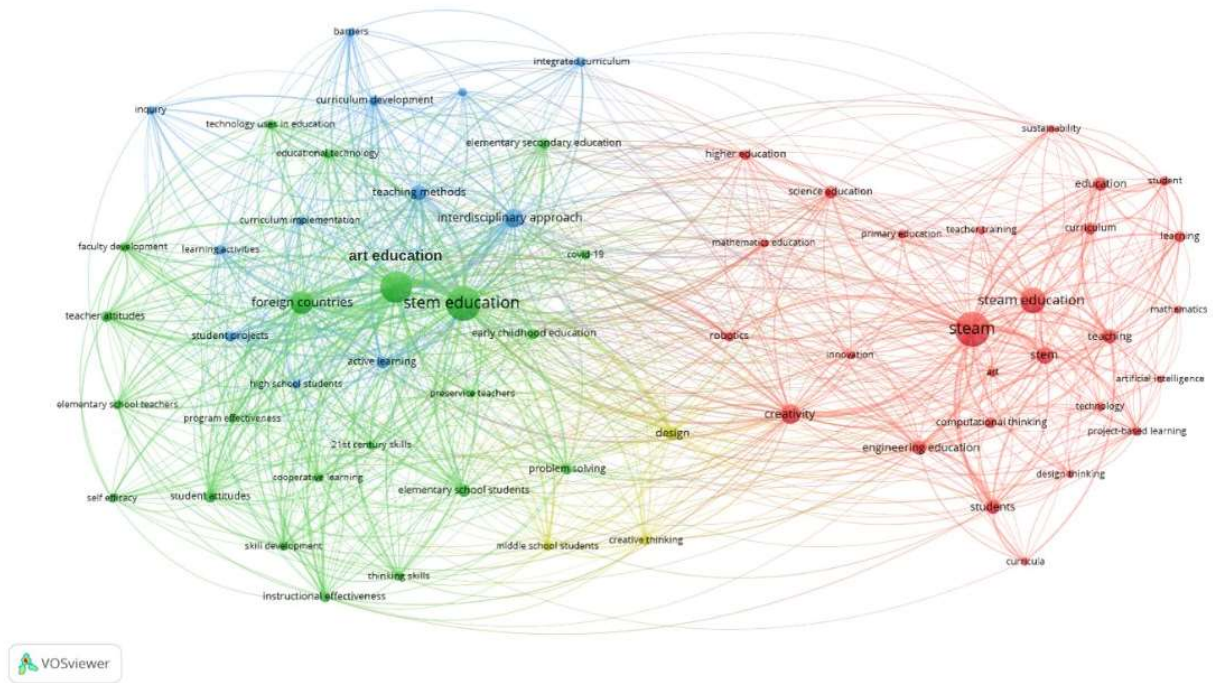 barriers
integrated curriculum
inquiry
curriculum development
technology uses in education
sustainability
elementary secondary education
educational technology
higher education
education
student
teaching methods
science education
interdisciplinary approach
curriculum implementation
curriculum
primary education
teacher training
learning
faculty development
learning activities
mathematics education
covid-19
art education
foreign countries
stem education
steam education
mathematics
teacher attitudes
student projects
early childhood education
robotics
steam
teaching
innovation
stem
active learning
art
artificial intelligence
high school students
preservice teachers
elementary school teachers
program effectiveness
creativity
technology
computational thinking
project-based learning
design
21st century skills
engineering education
cooperative learning
problem solving
design thinking
self efficacy
student attitudes
elementary school students
students
skill development
middle school students
creative thinking
curricula
thinking skills
instructional effectiveness
VOSviewer